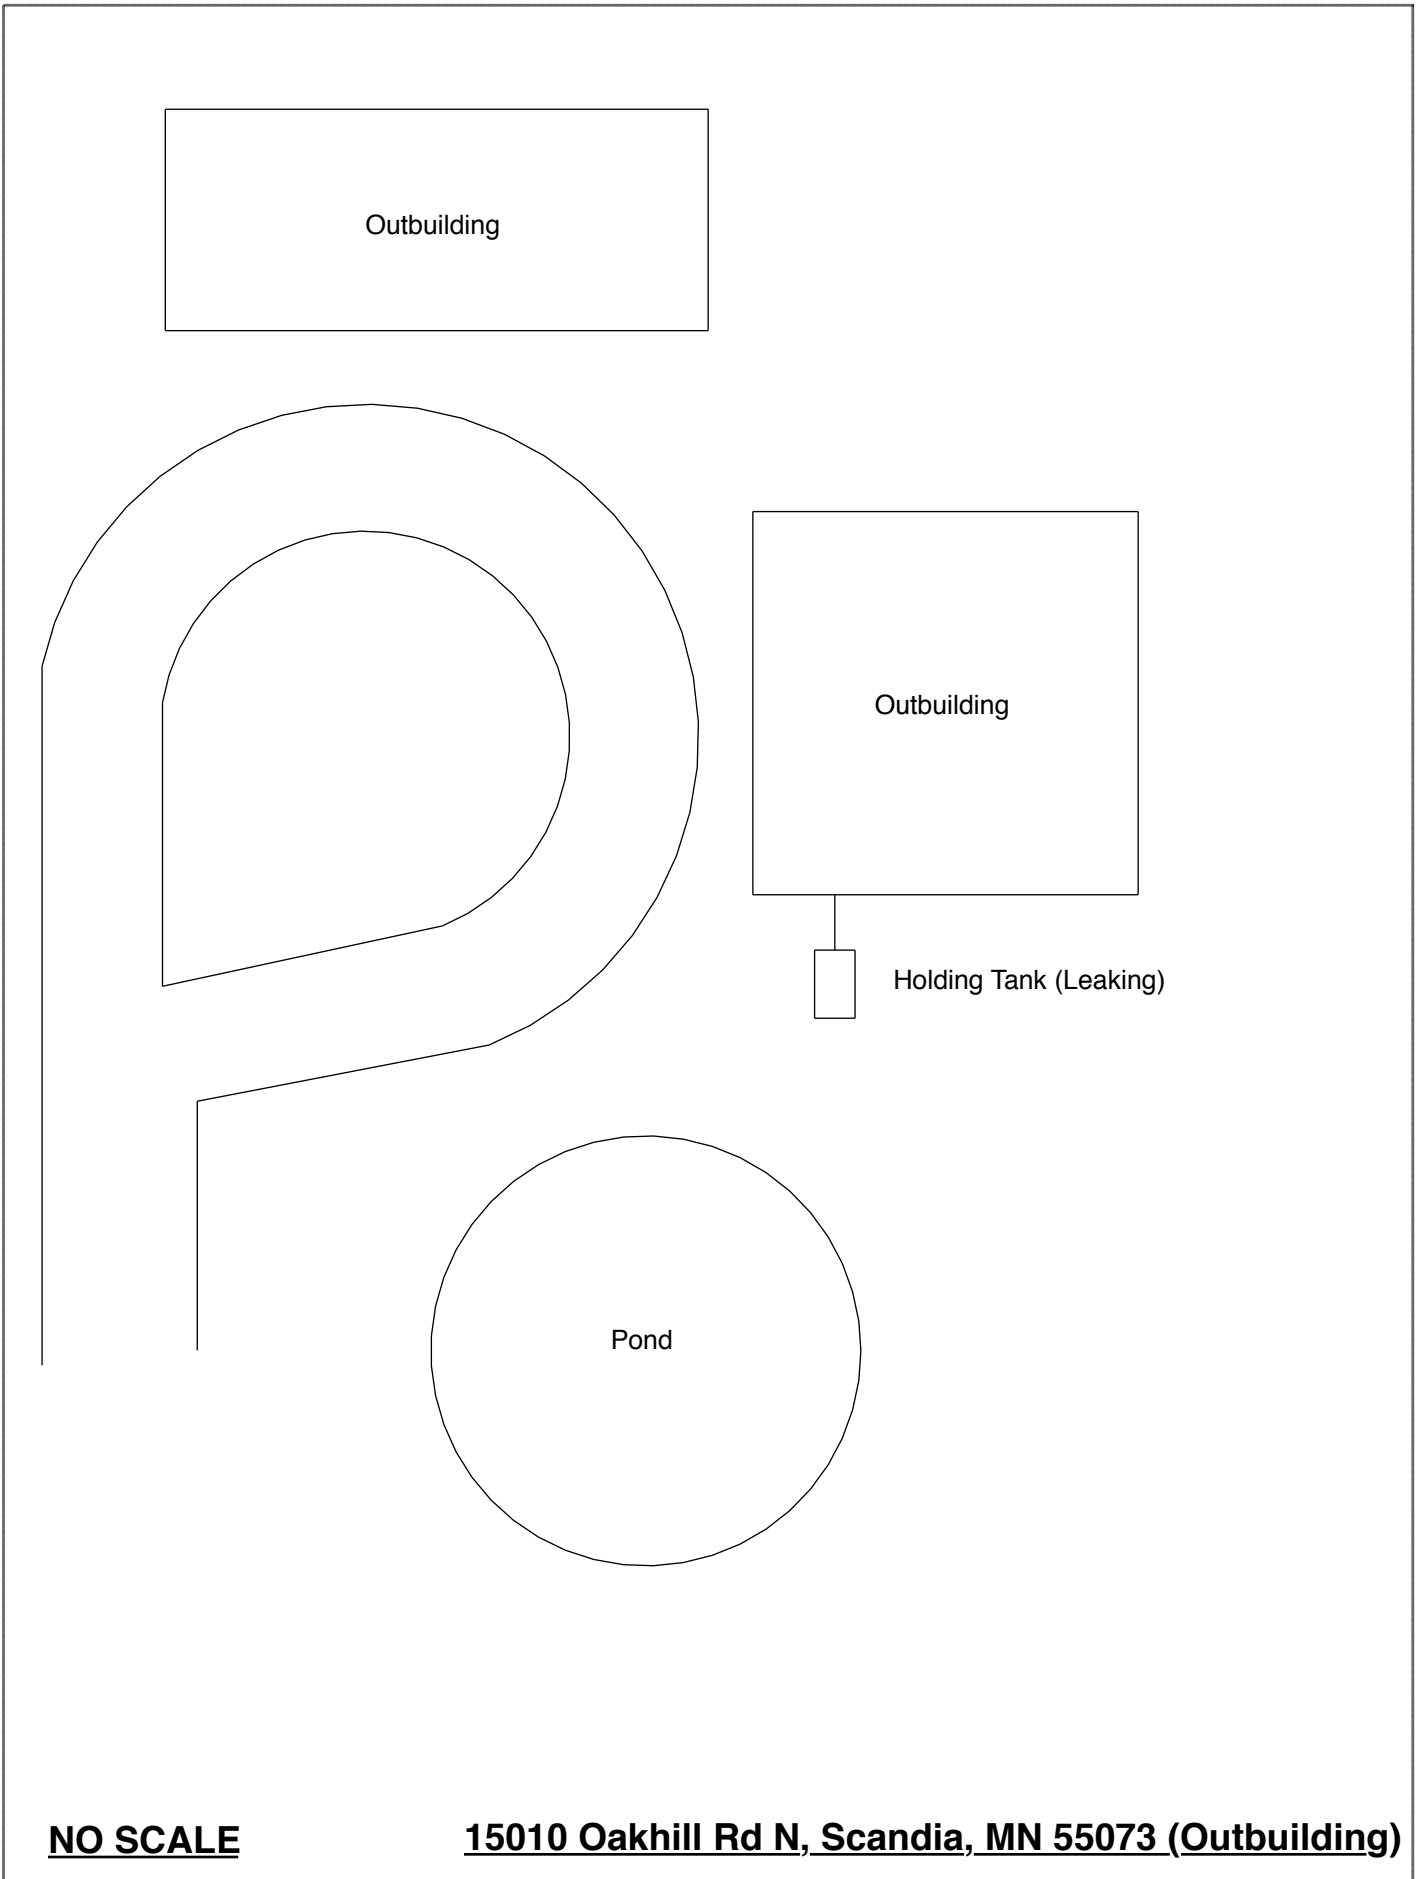 Outbuilding
Outbuilding
Holding Tank (Leaking)
Pond
NO SCALE
15010 Oakhill Rd N, Scandia, MN 55073 (Outbuilding)